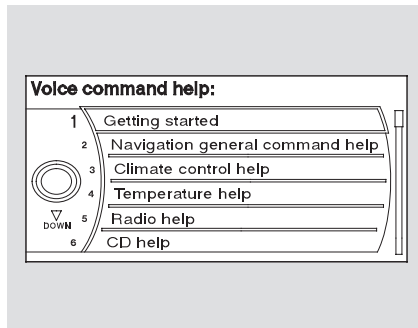 Voice command help:
1 Getting started
2 Navigation general command help
3 Climate control help
4 Temperature help
5 Radio help
6 CD help
DOWN